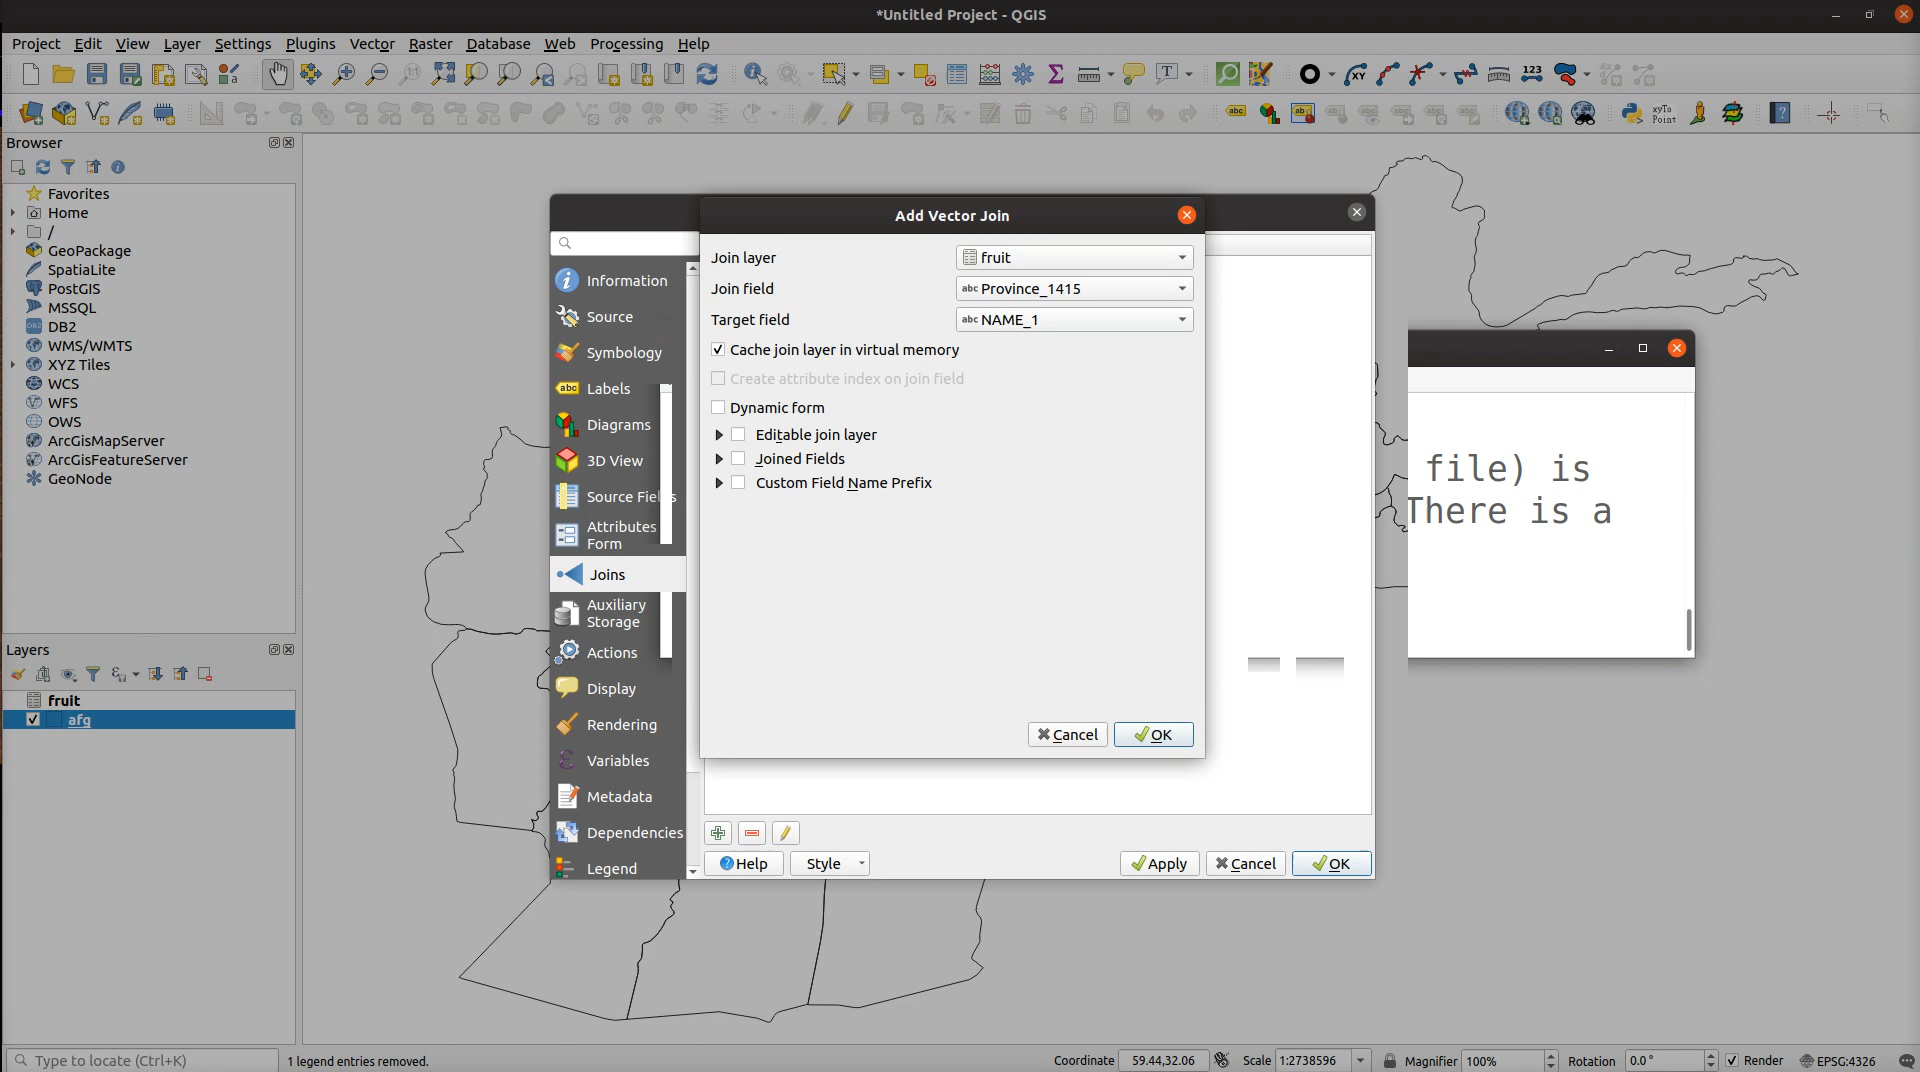 *Untitled Project - QGIS
Project Edit View Layer Settings Plugins Vector Raster Database Web Processing Help
Browser
Favorites
Home
/
GeoPackage
SpatiaLite
PostGIS
MSSQL
DB2
WMS/WMTS
XYZ Tiles
WCS
WFS
OWS
ArcGisMapServer
ArcGisFeatureServer
GeoNode
Layers
fruit
afg
Information
Source
Symbology
abc Labels
Diagrams
3D View
Source Fields
Attributes
Form
Joins
Auxiliary
Storage
Actions
Display
Rendering
Variables
Metadata
Dependencies
Legend
Add Vector Join
Join layer fruit
Join field abc Province_1415
Target field abc NAME_1
Cache join layer in virtual memory
Create attribute index on join field
Dynamic form
Editable join layer
Joined Fields
Custom Field Name Prefix
Cancel OK
Help Style Apply Cancel OK
file) is
There is a
Type to locate (Ctrl+K) 1 legend entries removed. Coordinate 59.44,32.06 Scale 1:2738596 Magnifier 100% Rotation 0.0 ° Render EPSG:4326